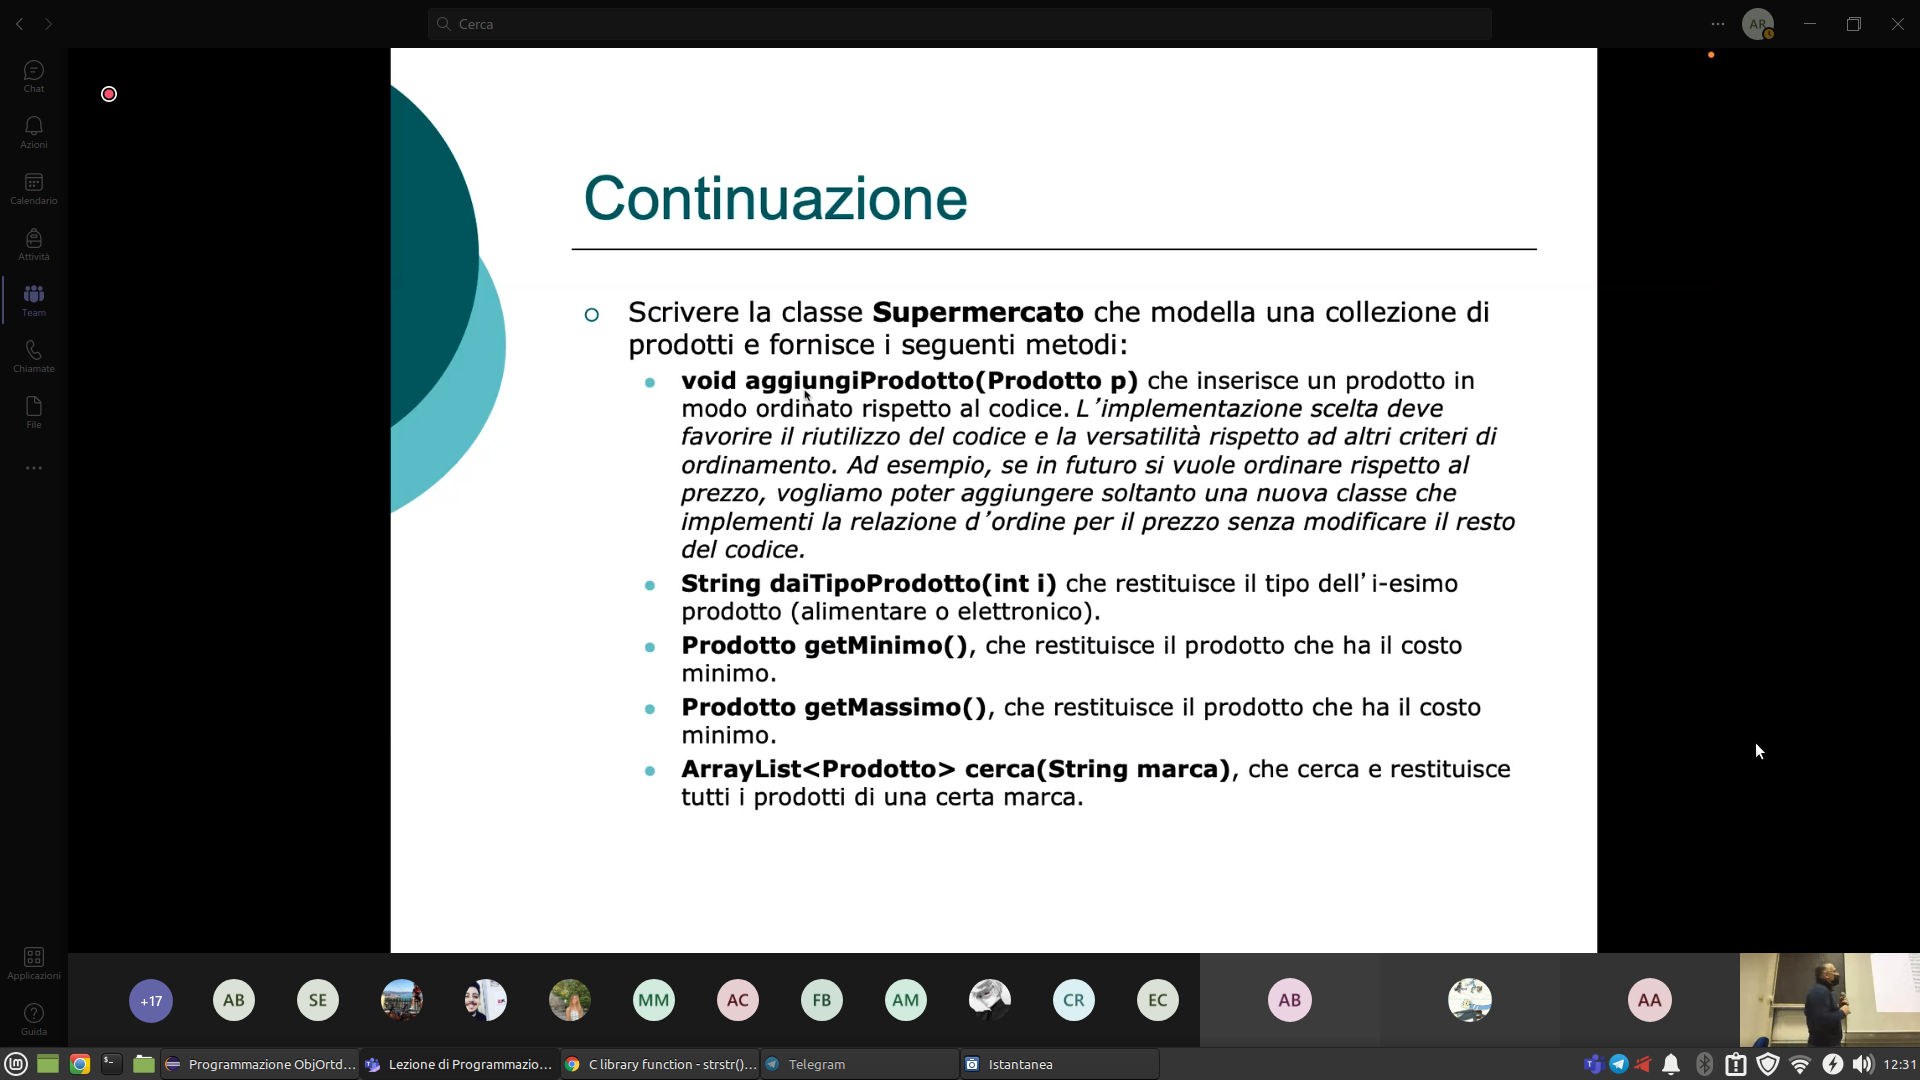 Cerca
AR
Chat
Azioni
Calendario
Attività
Team
Chiamate
File
Applicazioni
Guida
Continuazione
Scrivere la classe Supermercato che modella una collezione di
prodotti e fornisce i seguenti metodi:
void aggiungiProdotto(Prodotto p) che inserisce un prodotto in
modo ordinato rispetto al codice. L’implementazione scelta deve
favorire il riutilizzo del codice e la versatilità rispetto ad altri criteri di
ordinamento. Ad esempio, se in futuro si vuole ordinare rispetto al
prezzo, vogliamo poter aggiungere soltanto una nuova classe che
implementi la relazione d’ordine per il prezzo senza modificare il resto
del codice.
String daiTipoProdotto(int i) che restituisce il tipo dell’i-esimo
prodotto (alimentare o elettronico).
Prodotto getMinimo(), che restituisce il prodotto che ha il costo
minimo.
Prodotto getMassimo(), che restituisce il prodotto che ha il costo
minimo.
ArrayList<Prodotto> cerca(String marca), che cerca e restituisce
tutti i prodotti di una certa marca.
+17 AB SE MM AC FB AM CR EC AB AA
Programmazione ObjOrtd... Lezione di Programmazio... C library function - strstr()... Telegram Istantanea 12:31